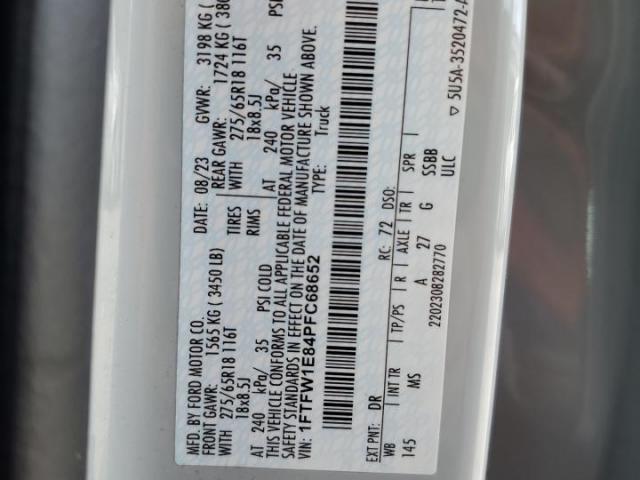 MFD. BY FORD MOTOR CO.
DATE: 08/23 GVWR: 3198 KG (
FRONT GAWR: 1565 KG ( 3450 LB) REAR GAWR: 1724 KG ( 380
WITH 275/65R18 116T TIRES WITH 275/65R18 116T
18x8.5J RIMS 18x8.5J
AT 240 kPa/ 35 PSI COLD AT 240 kPa/ 35 PSI
THIS VEHICLE CONFORMS TO ALL APPLICABLE FEDERAL MOTOR VEHICLE
SAFETY STANDARDS IN EFFECT ON THE DATE OF MANUFACTURE SHOWN ABOVE.
VIN: 1FTFW1E84PFC68652 TYPE: Truck
EXT PNT: DR RC: 72 DSO:
WB INT TR TP/PS R AXLE TR SPR
145 MS A 27 G SSBB
2202308282770 ULC
▽ 5U5A-3520472-